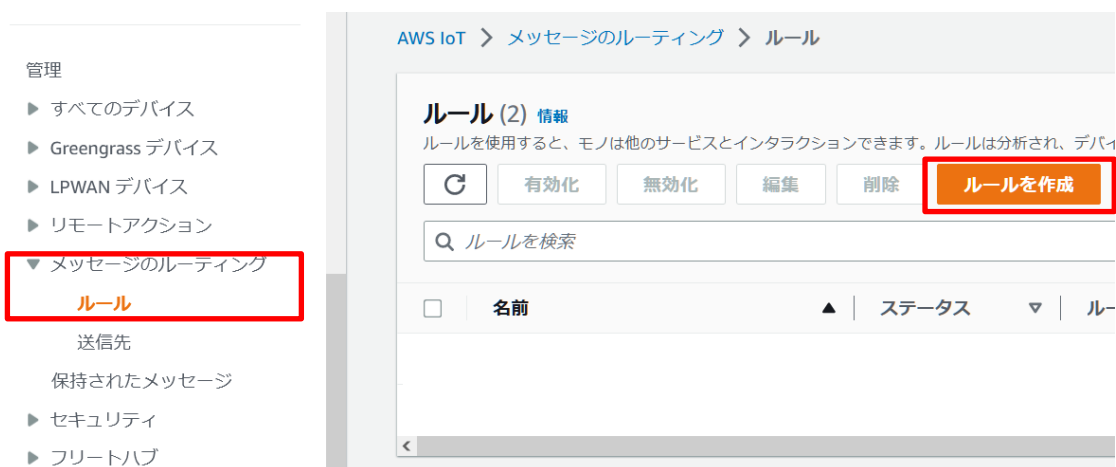 管理
すべてのデバイス
Greengrass デバイス
LPWAN デバイス
リモートアクション
メッセージのルーティング
ルール
送信先
保持されたメッセージ
セキュリティ
フリートハブ
AWS IoT > メッセージのルーティング > ルール
ルール (2) 情報
ルールを使用すると、モノは他のサービスとインタラクションできます。ルールは分析され、デバイ
有効化 無効化 編集 削除 ルールを作成
ルールを検索
名前 ステータス ルー